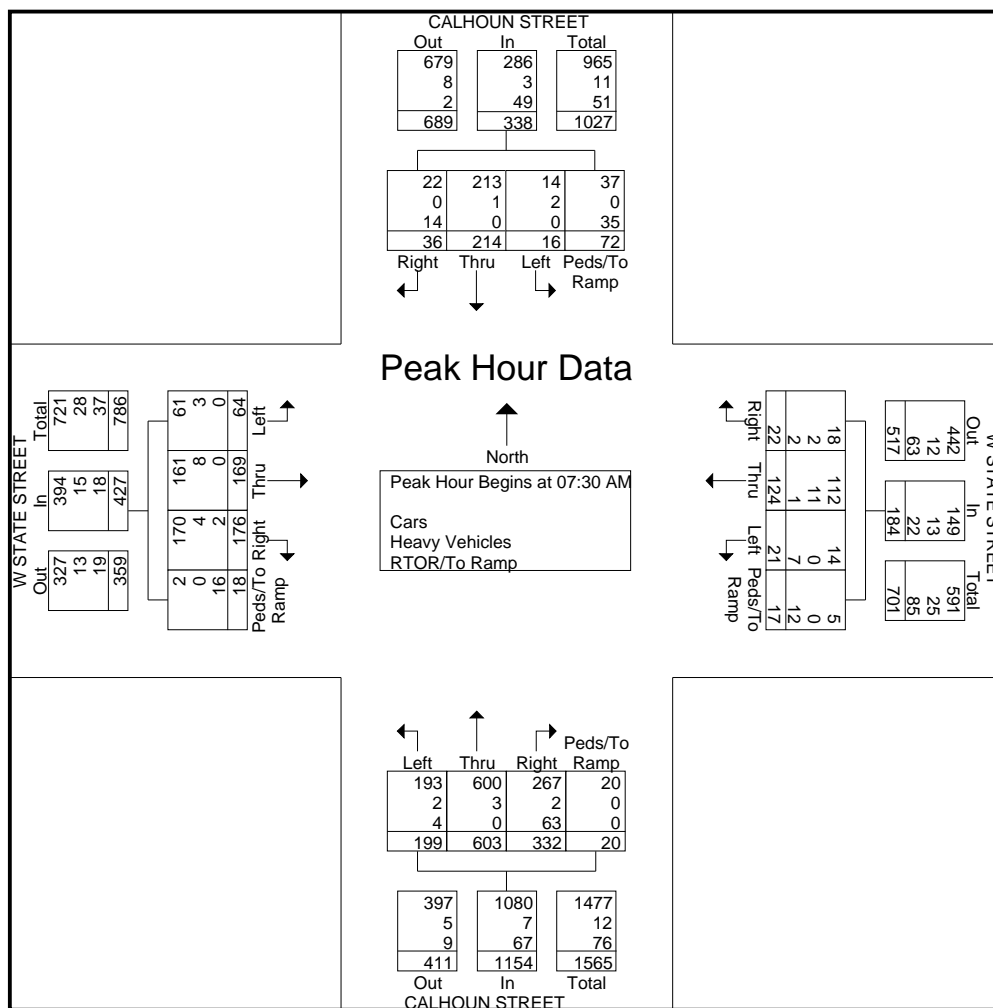 CALHOUN STREET
Out In Total
679 286 965
8 3 11
2 49 51
689 338 1027
22 213 14 37
0 1 2 0
14 0 0 35
36 214 16 72
Right Thru Left Peds/To
Ramp
Peak Hour Data
W STATE STREET
Total In Out
721 394 327
28 15 13
37 18 19
786 427 359
61 161 170 2
3 8 4 0
0 0 2 16
64 169 176 18
Left Thru Right Peds/To
Ramp
North
Peak Hour Begins at 07:30 AM
Cars
Heavy Vehicles
RTOR/To Ramp
Right Thru Left Peds/To
Ramp
22 124 21 17
2 1 7 12
2 11 0 0
18 112 14 5
W STATE STREET
Out In Total
442 149 591
12 13 25
63 22 85
517 184 701
Left Thru Right Peds/To
Ramp
193 600 267 20
2 3 2 0
4 0 63 0
199 603 332 20
397 1080 1477
5 7 12
9 67 76
411 1154 1565
Out In Total
CALHOUN STREET